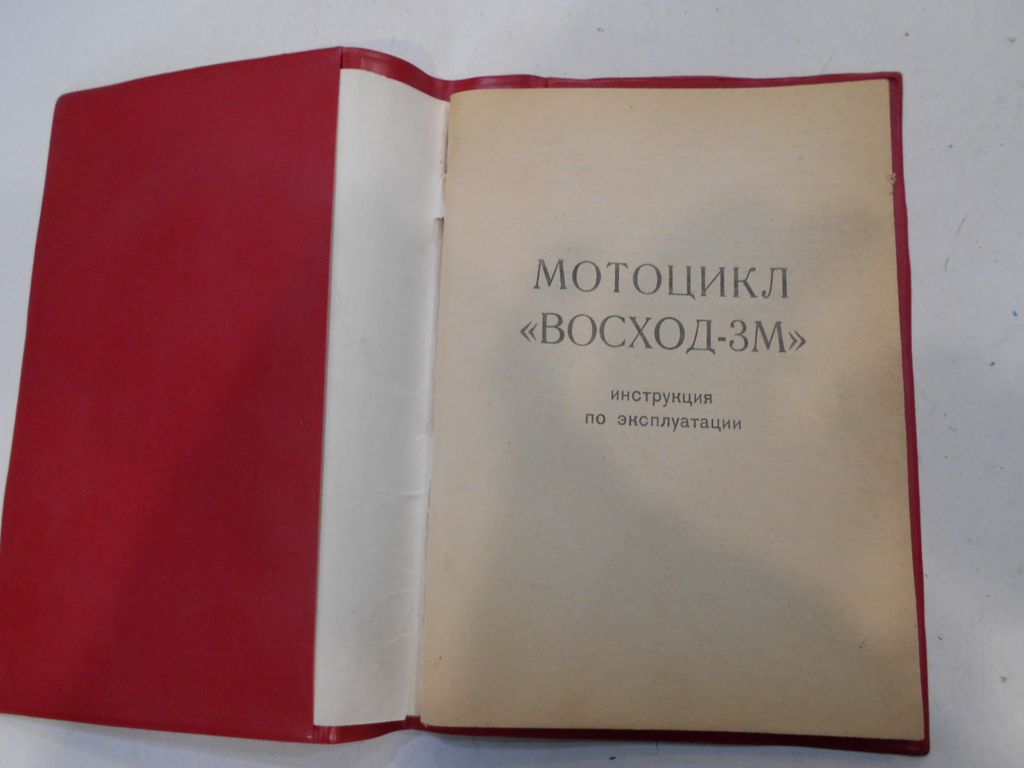 МОТОЦИКЛ
«ВОСХОД-3М»
инструкция
по эксплуатации